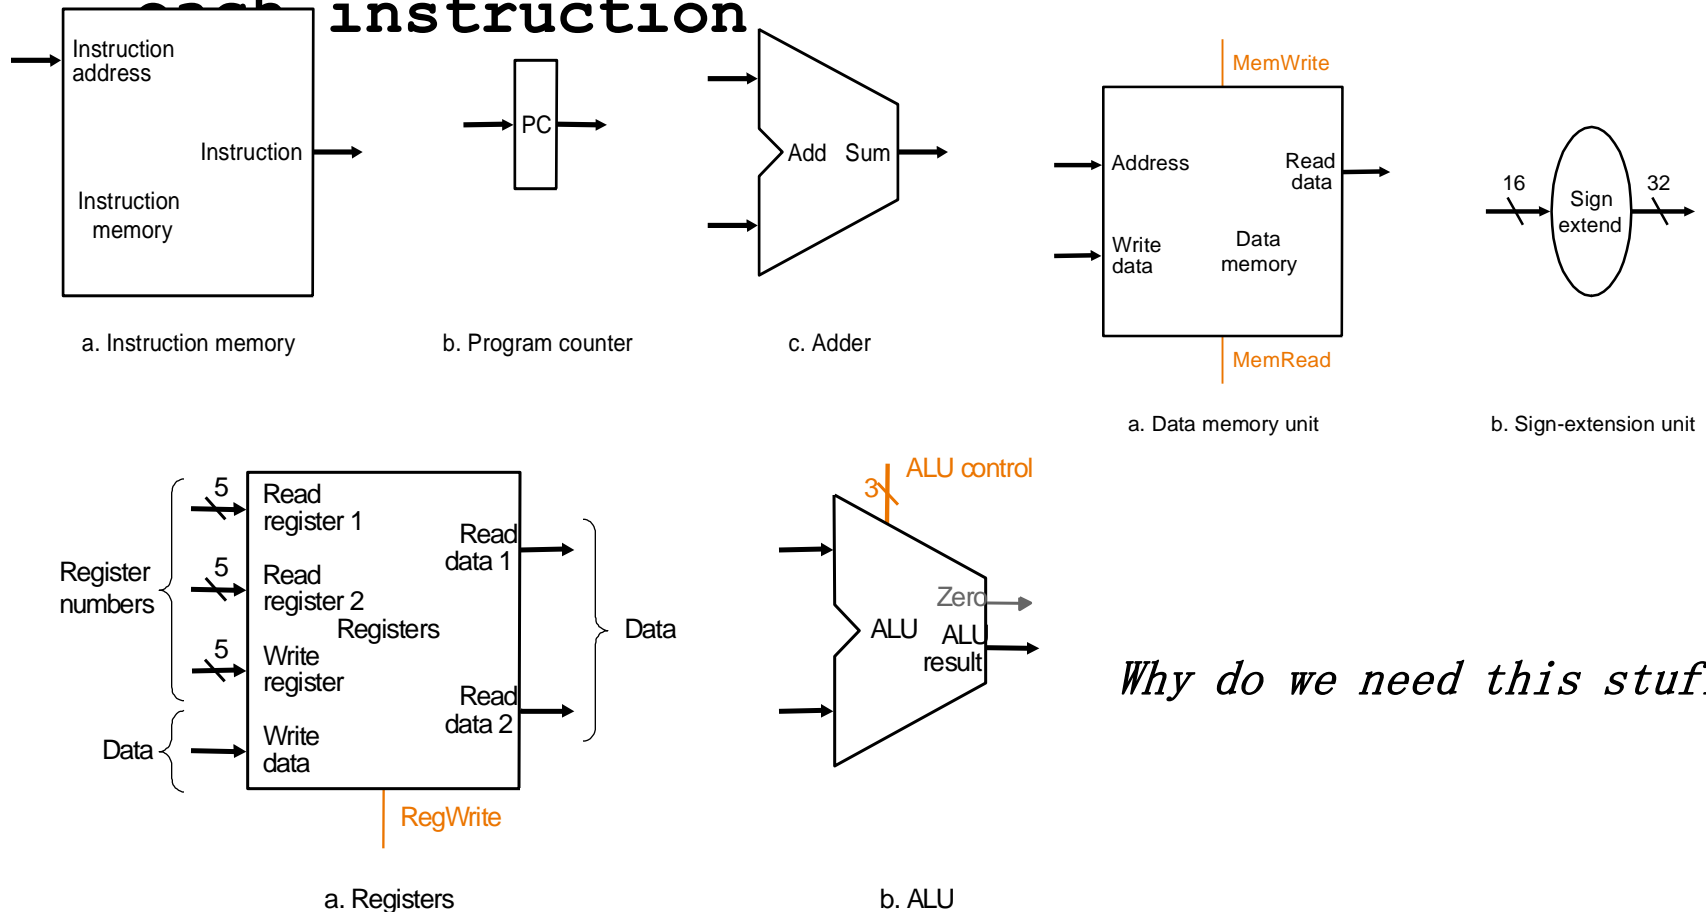 each instruction
Instruction
address
Instruction
Instruction
memory
a. Instruction memory
PC
b. Program counter
Add Sum
c. Adder
MemWrite
Address
Read
data
Write
data
Data
memory
MemRead
a. Data memory unit
16
Sign
extend
32
b. Sign-extension unit
Register
numbers
Data
5
Read
register 1
5
Read
register 2
Registers
5
Write
register
Write
data
Read
data 1
Read
data 2
Data
RegWrite
a. Registers
ALU control
3
Zero
ALU
ALU
result
b. ALU
Why do we need this stuf